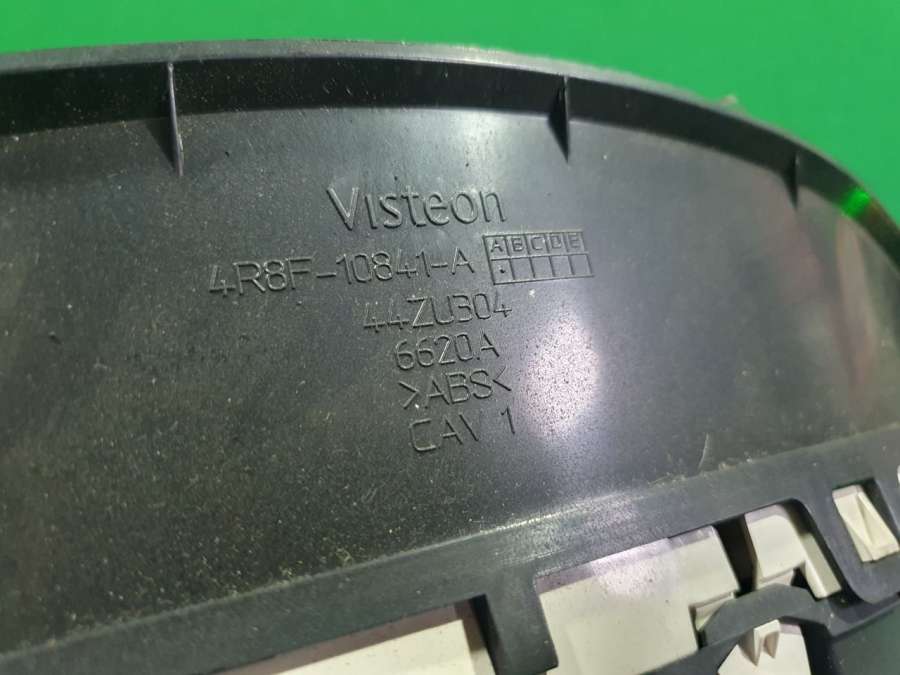 Visteon
4R8F-10841-A ABCDE
44ZU304
6620A
>ABS<
CAV 1